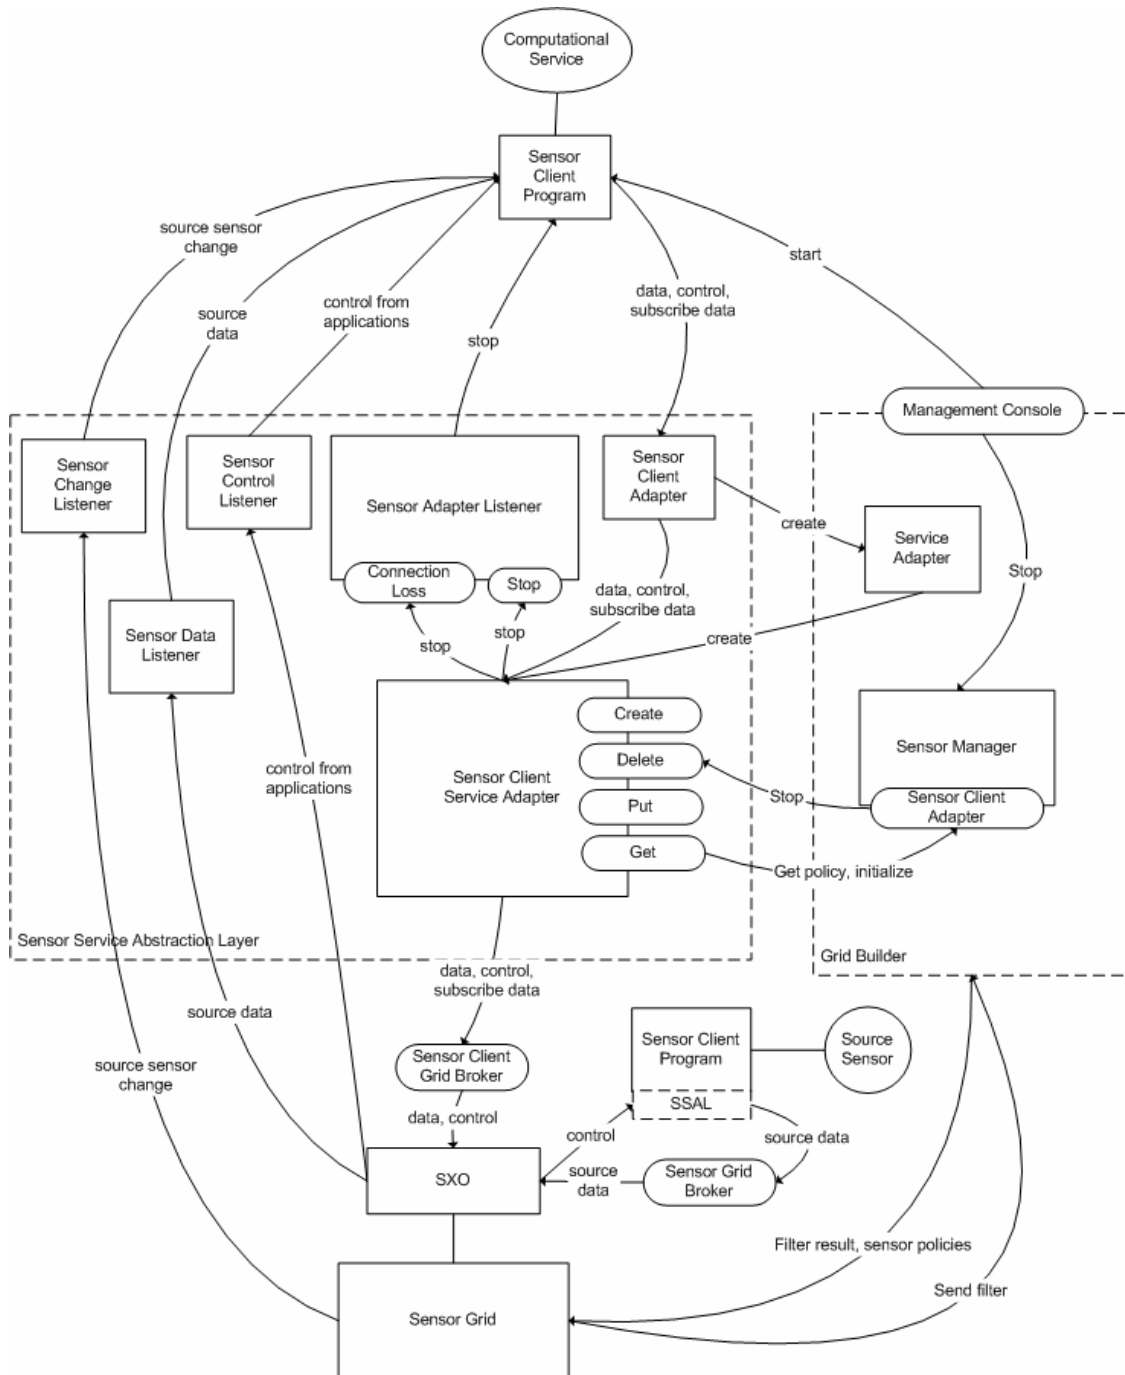 Computational
Service
Sensor
Client
Program
source sensor
change
start
data, control,
subscribe data
control from
applications
source
data
stop
Management Console
Sensor
Change
Listener
Sensor
Control
Listener
Sensor Adapter Listener
Sensor
Client
Adapter
create
Service
Adapter
Connection
Loss
Stop
Stop
data, control,
subscribe data
stop
stop
create
Sensor Data
Listener
Create
Sensor Client
Service Adapter
Delete
Sensor Manager
control from
applications
Stop
Put
Sensor Client
Adapter
Get
Get policy, initialize
Sensor Service Abstraction Layer
Grid Builder
data, control,
subscribe data
source data
source sensor
change
Sensor Client
Grid Broker
Sensor Client
Program
Source
Sensor
SSAL
data, control
control
source data
SXO
source
data
Sensor Grid
Broker
Filter result, sensor policies
Send filter
Sensor Grid